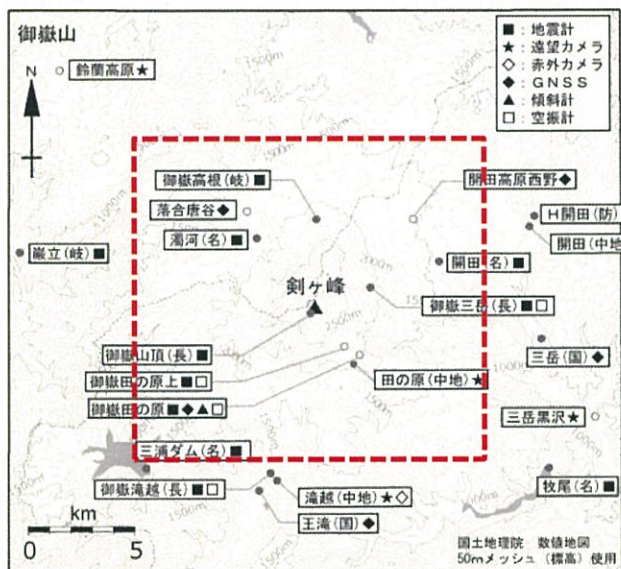 御嶽山
■：地震計
★：遠望カメラ
◇：赤外カメラ
◆：GNSS
▲：傾斜計
□：空振計
N
鈴蘭高原★
1500m
御嶽高根(岐)■
開田高原西野◆
落合唐谷◆
H開田(防)
濁河(名)■
開田(中地
巖立(岐)■
開田(名)■
2000m
剣ヶ峰
御嶽三岳(長)■□
2500m
御嶽山頂(長)■
三岳(国)◆
御嶽田の原上■□
田の原(中地)★
御嶽田の原■◆▲□
三岳黒沢★
三浦ダム(名)■
御嶽滝越(長)■□
滝越(中地)★◇
牧尾(名)■
王滝(国)◆
km
0 5
国土地理院 数値地図
50mメッシュ（標高）使用